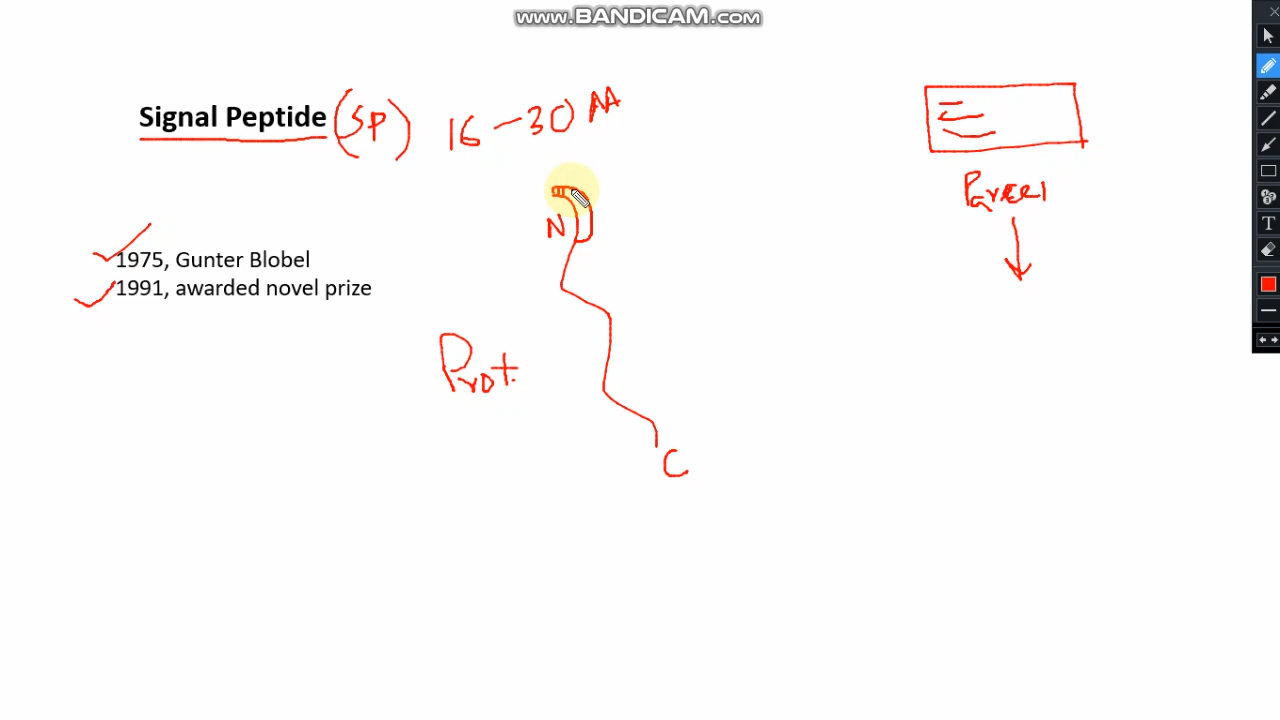 www.BANDICAM.com
Signal Peptide (SP) 16-30 AA
Parcel
N
1975, Gunter Blobel
1991, awarded novel prize
Prot.
C